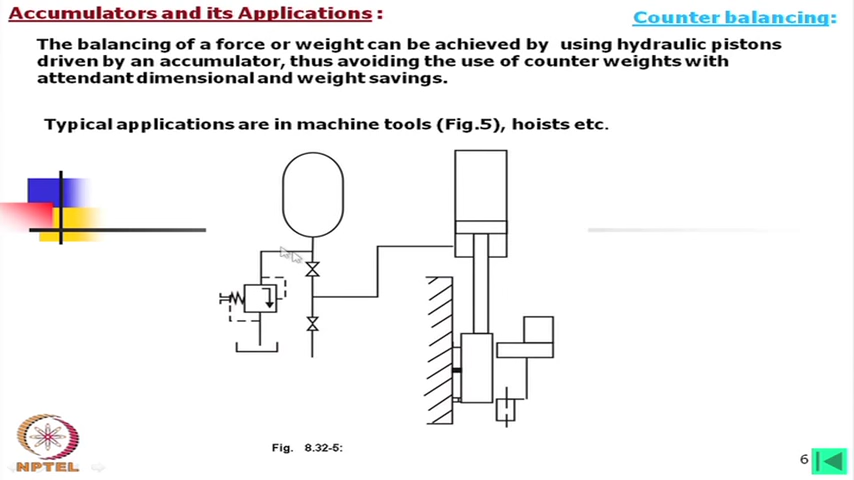 Accumulators and its Applications :
Counter balancing:
The balancing of a force or weight can be achieved by using hydraulic pistons
driven by an accumulator, thus avoiding the use of counter weights with
attendant dimensional and weight savings.
Typical applications are in machine tools (Fig.5), hoists etc.
Fig. 8.32-5:
NPTEL
6